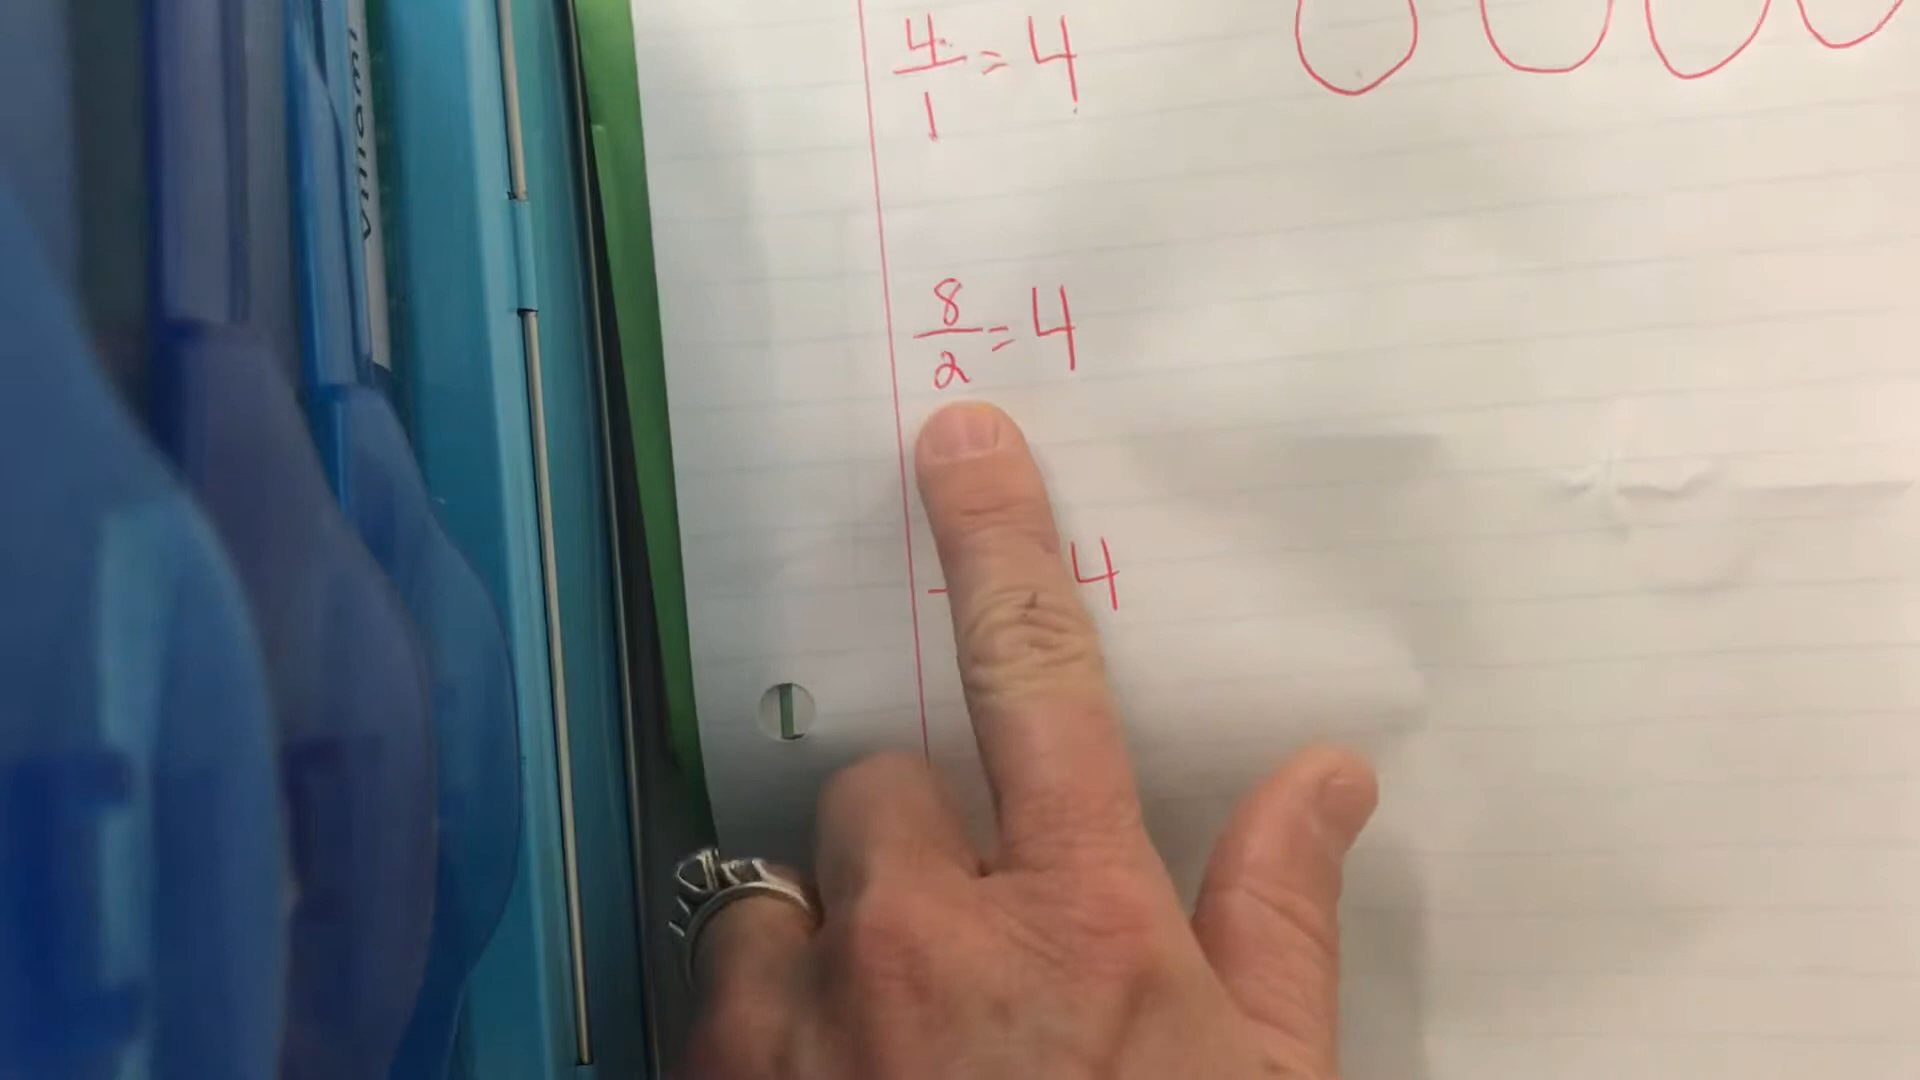 4/1 = 4
8/2 = 4
4